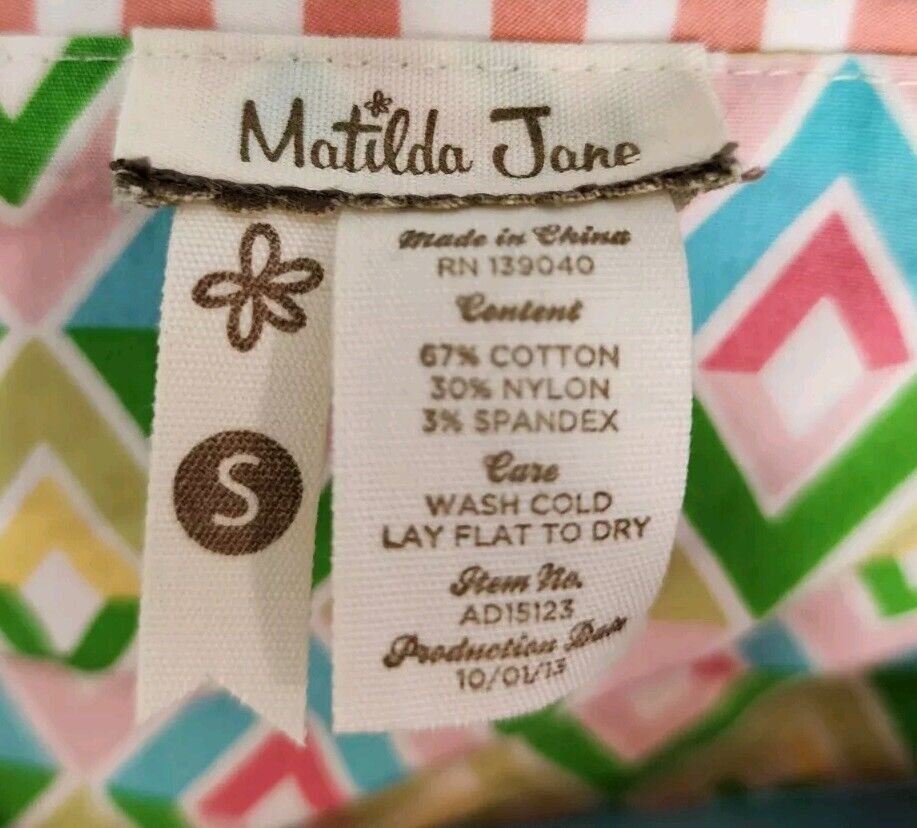 Matilda Jane
S
Made in China
RN 139040
Content
67% COTTON
30% NYLON
3% SPANDEX
Care
WASH COLD
LAY FLAT TO DRY
Item No.
AD15123
Production Date
10/01/13